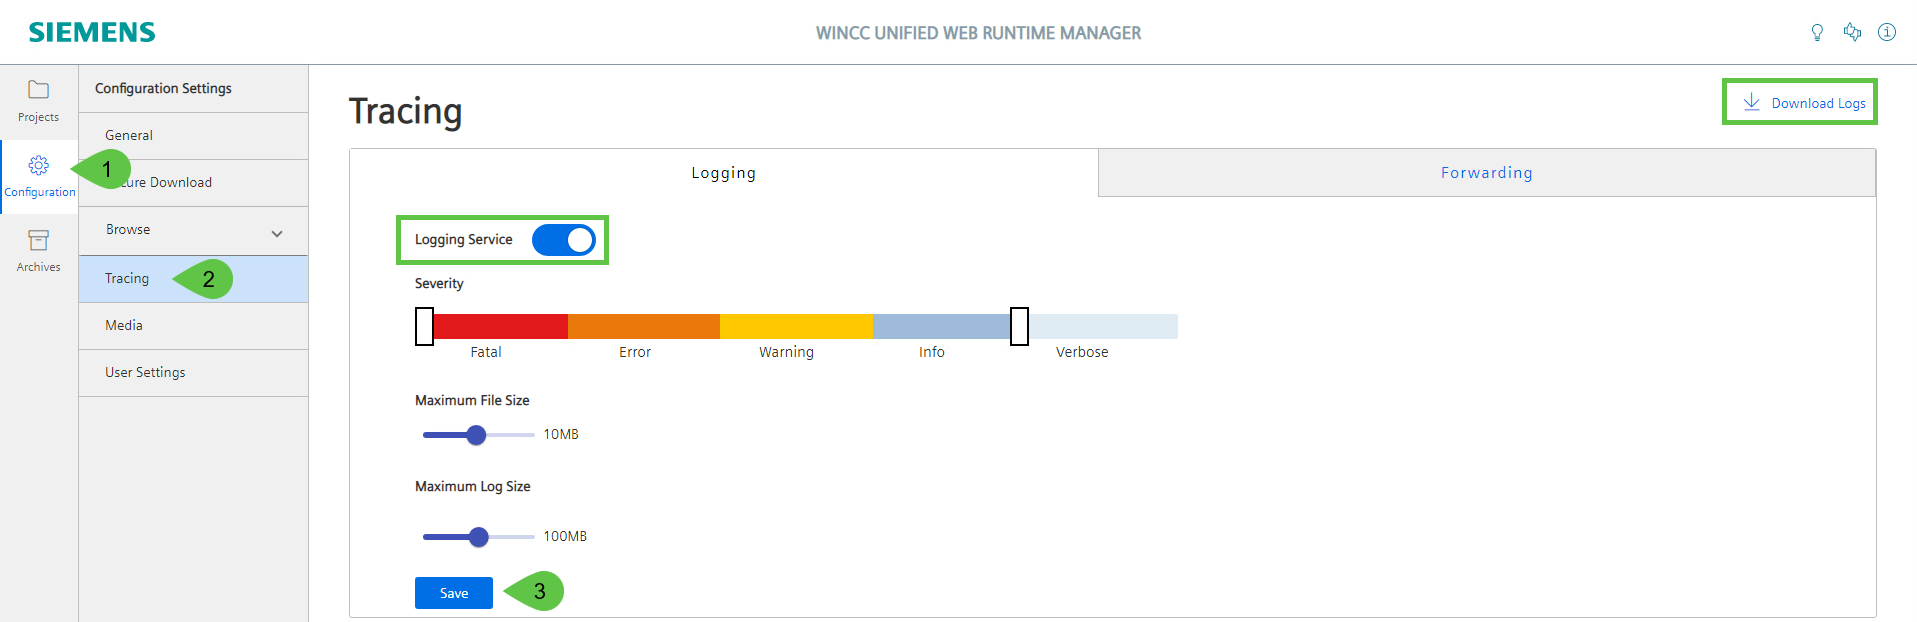 SIEMENS
WINCC UNIFIED WEB RUNTIME MANAGER
Projects
Configuration
Archives
Configuration Settings
General
1
Download
Browse
Tracing
2
Media
User Settings
Tracing
Download Logs
Logging
Forwarding
Logging Service
Severity
Fatal
Error
Warning
Info
Verbose
Maximum File Size
10MB
Maximum Log Size
100MB
Save
3